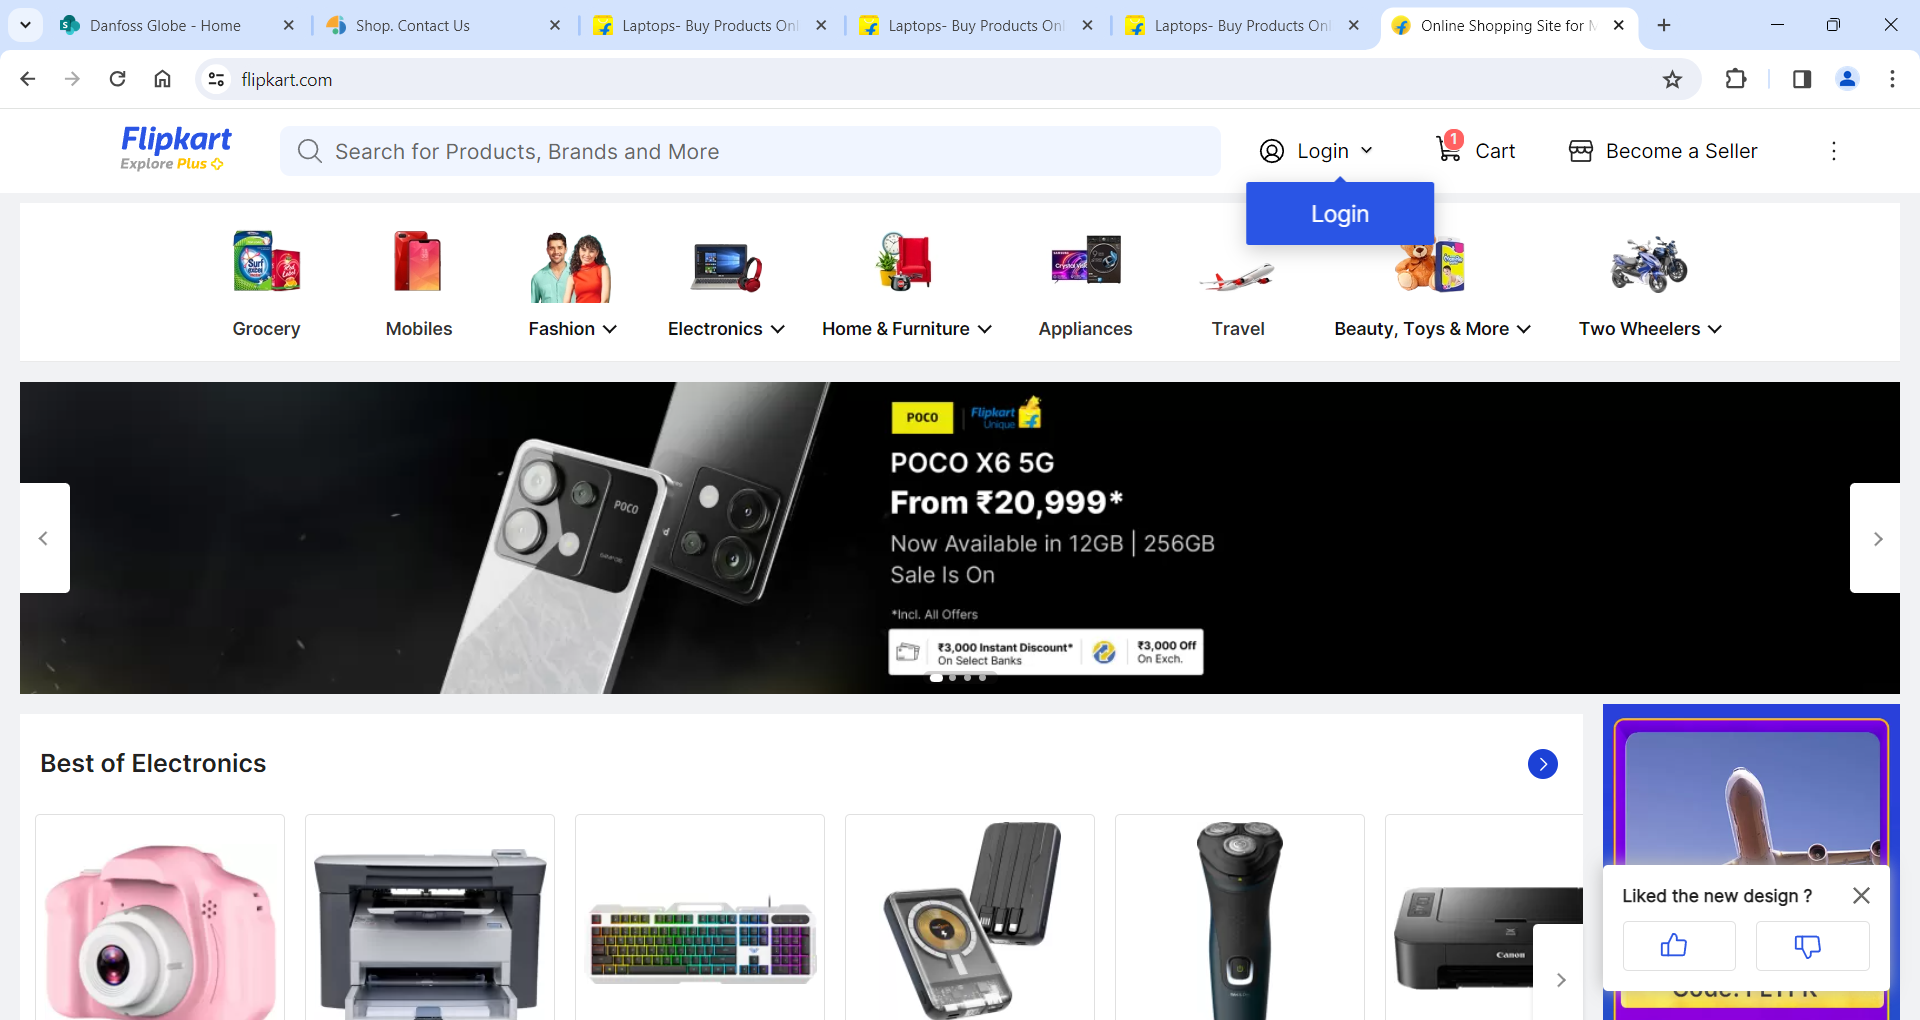 Danfoss Globe - Home
Shop. Contact Us
Laptops- Buy Products Onl
Laptops- Buy Products Onl
Laptops- Buy Products Onl
Online Shopping Site for M
flipkart.com
Flipkart
Explore Plus
Search for Products, Brands and More
Login
1
Cart
Become a Seller
Login
Grocery
Mobiles
Fashion
Electronics
Home & Furniture
Appliances
Travel
Beauty, Toys & More
Two Wheelers
POCO
Flipkart
Unique
POCO X6 5G
From ₹20,999*
Now Available in 12GB | 256GB
Sale Is On
*Incl. All Offers
₹3,000 Instant Discount*
On Select Banks
₹3,000 Off
On Exch.
POCO
Best of Electronics
Canon
Liked the new design ?